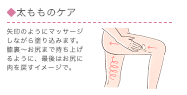 ◆太もものケア
矢印のようにマッサージ
しながら塗り込みます。
膝裏〜お尻まで持ち上げ
るように、最後はお尻に
肉を戻すイメージで。